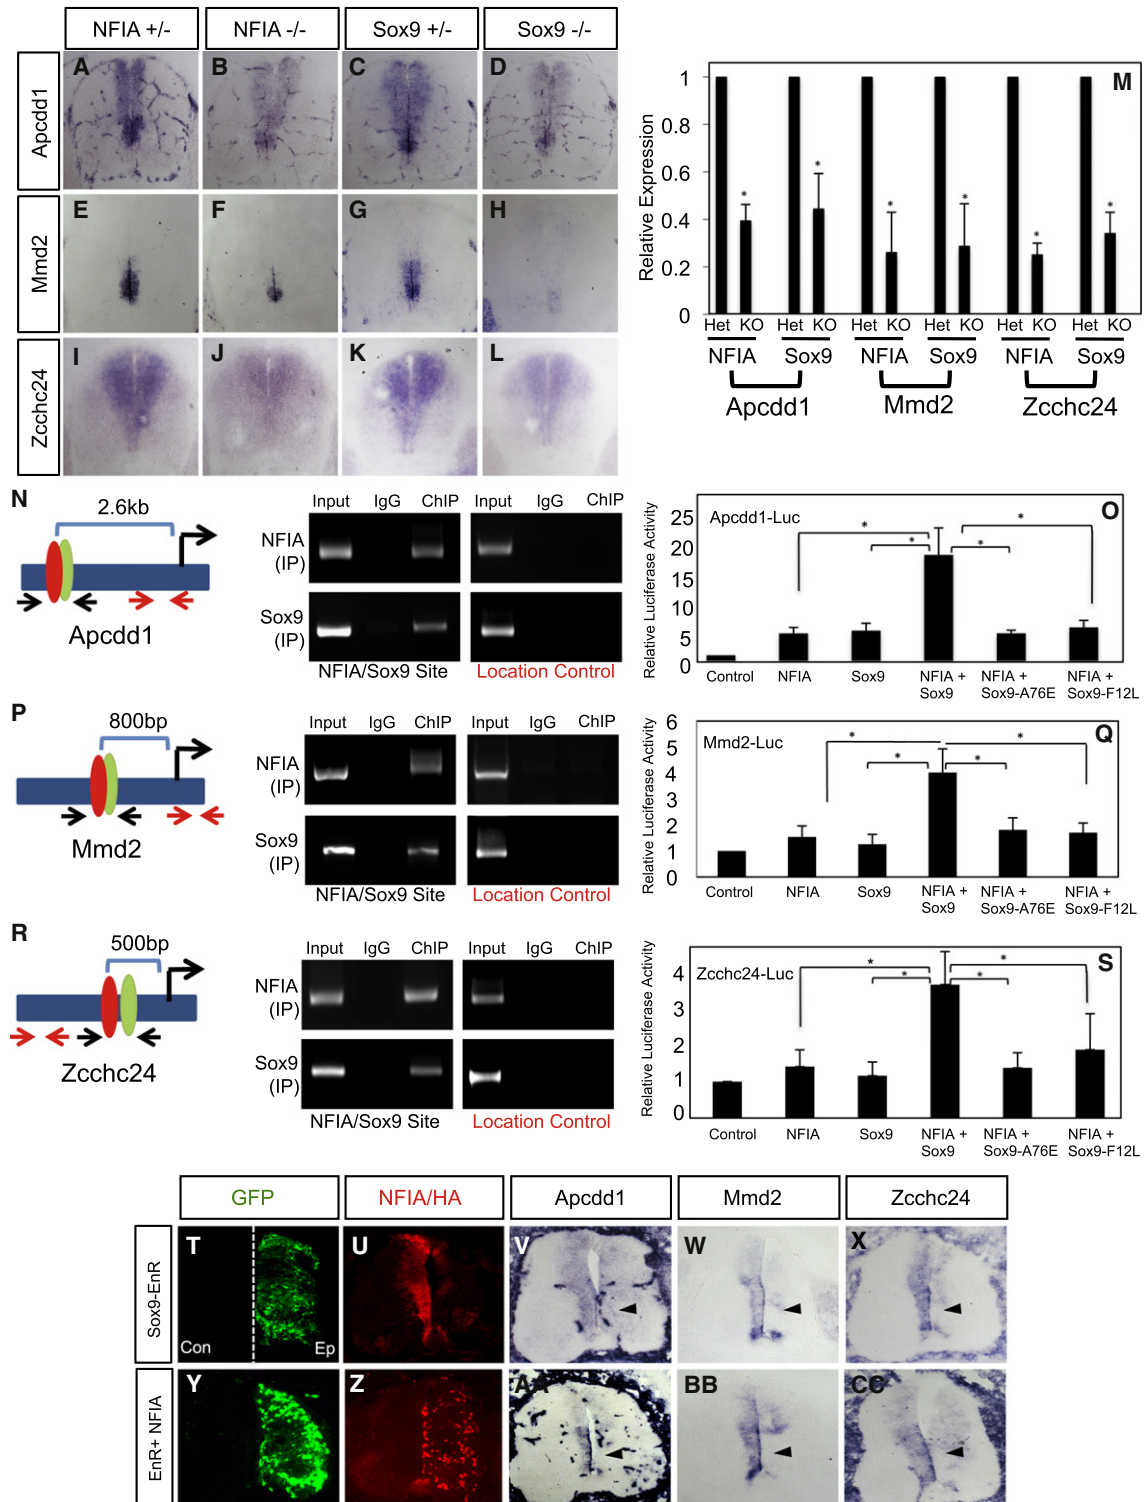 NFIA +/- NFIA -/- Sox9 +/- Sox9 -/-
Apcdd1
A B C D
Mmd2
E F G H
Zcchc24
I J K L
M
Relative Expression
1
0.8
0.6
0.4
0.2
0
* * * * * *
Het KO Het KO Het KO Het KO Het KO Het KO
NFIA Sox9 NFIA Sox9 NFIA Sox9
Apcdd1 Mmd2 Zcchc24
N
2.6kb
Apcdd1
Input IgG ChIP Input IgG ChIP
NFIA
(IP)
Sox9
(IP)
NFIA/Sox9 Site Location Control
O
Apcdd1-Luc
Relative Luciferase Activity
25
20
15
10
5
0
* * * *
Control NFIA Sox9 NFIA + Sox9 NFIA + Sox9-A76E NFIA + Sox9-F12L
P
800bp
Mmd2
Input IgG ChIP Input IgG ChIP
NFIA
(IP)
Sox9
(IP)
NFIA/Sox9 Site Location Control
Q
Mmd2-Luc
Relative Luciferase Activity
6
5
4
3
2
1
0
* * * *
Control NFIA Sox9 NFIA + Sox9 NFIA + Sox9-A76E NFIA + Sox9-F12L
R
500bp
Zcchc24
Input IgG ChIP Input IgG ChIP
NFIA
(IP)
Sox9
(IP)
NFIA/Sox9 Site Location Control
S
Zcchc24-Luc
Relative Luciferase Activity
4
3
2
1
0
* * * *
Control NFIA Sox9 NFIA + Sox9 NFIA + Sox9-A76E NFIA + Sox9-F12L
GFP NFIA/HA Apcdd1 Mmd2 Zcchc24
Sox9-EnR
T U V W X
Con Ep
EnR+ NFIA
Y Z AA BB CC